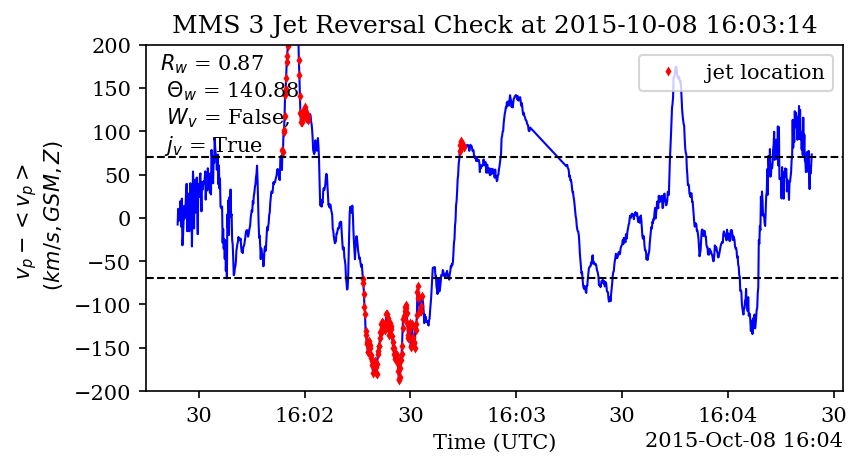 MMS 3 Jet Reversal Check at 2015-10-08 16:03:14
R_w = 0.87
Θ_w = 140.88
W_v = False,
j_v = True
jet location
200
150
100
50
0
−50
−100
−150
−200
v_p − <v_p>
(km/s, GSM, Z)
30 16:02 30 16:03 30 16:04 30
Time (UTC)
2015-Oct-08 16:04